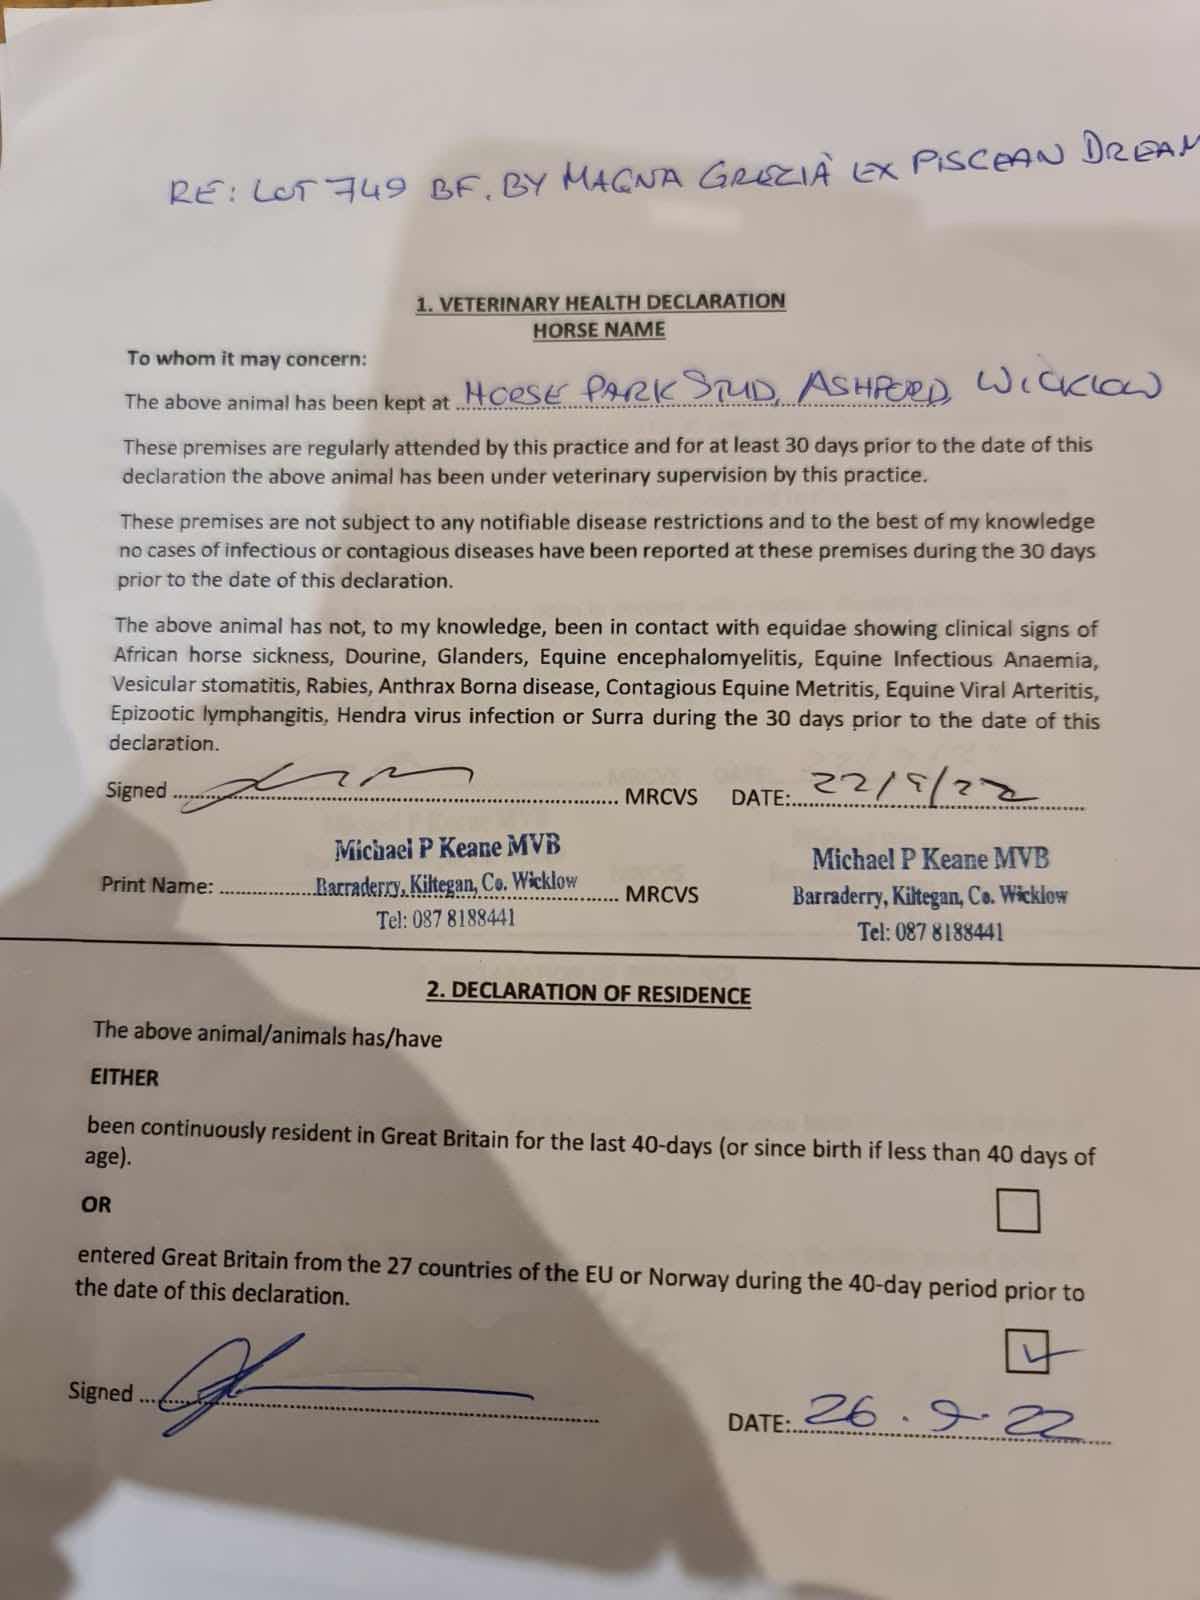 RE: LOT 749 BF. BY MAGNA GREZIA EX PISCEAN DREAM
1. VETERINARY HEALTH DECLARATION
HORSE NAME
To whom it may concern:
The above animal has been kept at HORSE PARK STUD, ASHFORD, WICKLOW
These premises are regularly attended by this practice and for at least 30 days prior to the date of this
declaration the above animal has been under veterinary supervision by this practice.
These premises are not subject to any notifiable disease restrictions and to the best of my knowledge
no cases of infectious or contagious diseases have been reported at these premises during the 30 days
prior to the date of this declaration.
The above animal has not, to my knowledge, been in contact with equidae showing clinical signs of
African horse sickness, Dourine, Glanders, Equine encephalomyelitis, Equine Infectious Anaemia,
Vesicular stomatitis, Rabies, Anthrax Borna disease, Contagious Equine Metritis, Equine Viral Arteritis,
Epizootic lymphangitis, Hendra virus infection or Surra during the 30 days prior to the date of this
declaration.
Signed ........ MRCVS DATE: 22/9/22
Michael P Keane MVB Michael P Keane MVB
Print Name: ........ Barraderry, Kiltegan, Co. Wicklow ........ MRCVS Barraderry, Kiltegan, Co. Wicklow
Tel: 087 8188441 Tel: 087 8188441
2. DECLARATION OF RESIDENCE
The above animal/animals has/have
EITHER
been continuously resident in Great Britain for the last 40-days (or since birth if less than 40 days of
age).
OR
entered Great Britain from the 27 countries of the EU or Norway during the 40-day period prior to
the date of this declaration.
Signed ........ DATE: 26.9.22